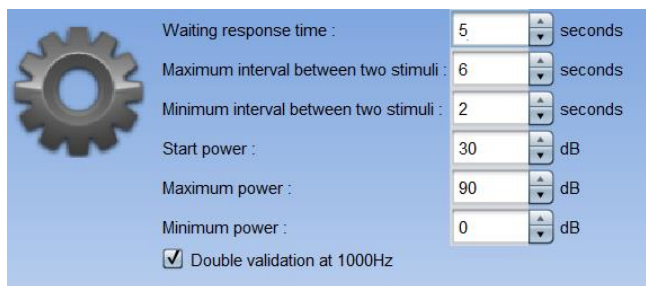 Waiting response time : 5 seconds
Maximum interval between two stimuli : 6 seconds
Minimum interval between two stimuli : 2 seconds
Start power : 30 dB
Maximum power : 90 dB
Minimum power : 0 dB
Double validation at 1000Hz